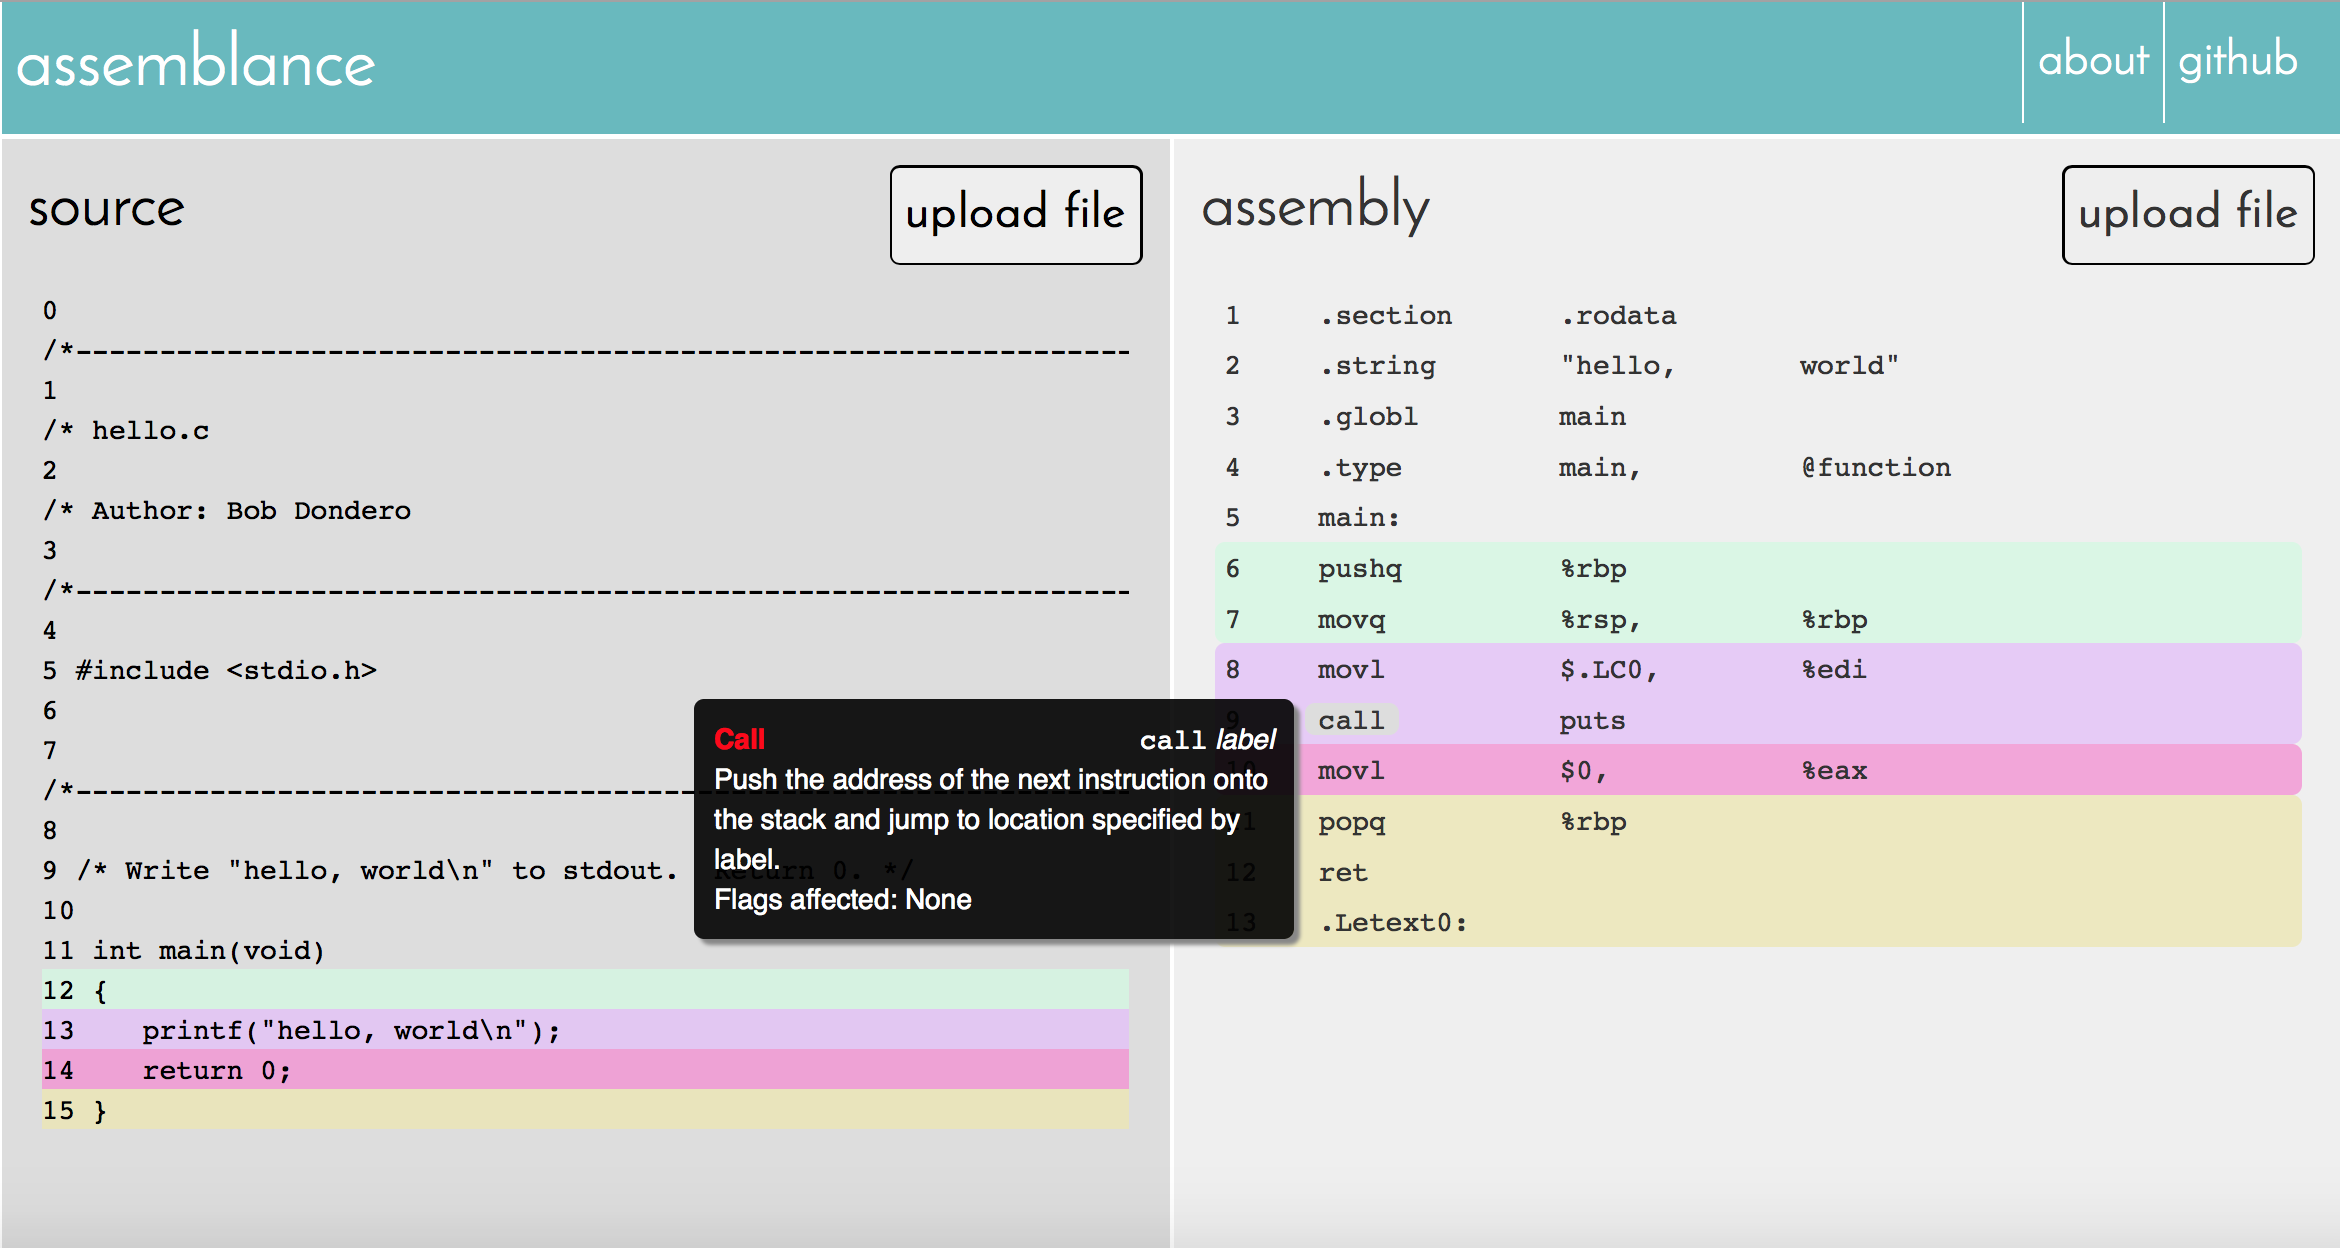 assemblance
about github
source
upload file
0
/*---------------------------------------------------------------
1
/* hello.c
2
/* Author: Bob Dondero
3
/*---------------------------------------------------------------
4
5 #include <stdio.h>
6
7
/*---------------------------------------------------------------
8
9 /* Write "hello, world\n" to stdout.  Return 0. */
10
11 int main(void)
12 {
13    printf("hello, world\n");
14    return 0;
15 }
Call call label
Push the address of the next instruction onto
the stack and jump to location specified by
label.
Flags affected: None
assembly
upload file
1 .section .rodata
2 .string "hello, world"
3 .globl main
4 .type main, @function
5 main:
6 pushq %rbp
7 movq %rsp, %rbp
8 movl $.LC0, %edi
9 call puts
10 movl $0, %eax
11 popq %rbp
12 ret
13 .Letext0: